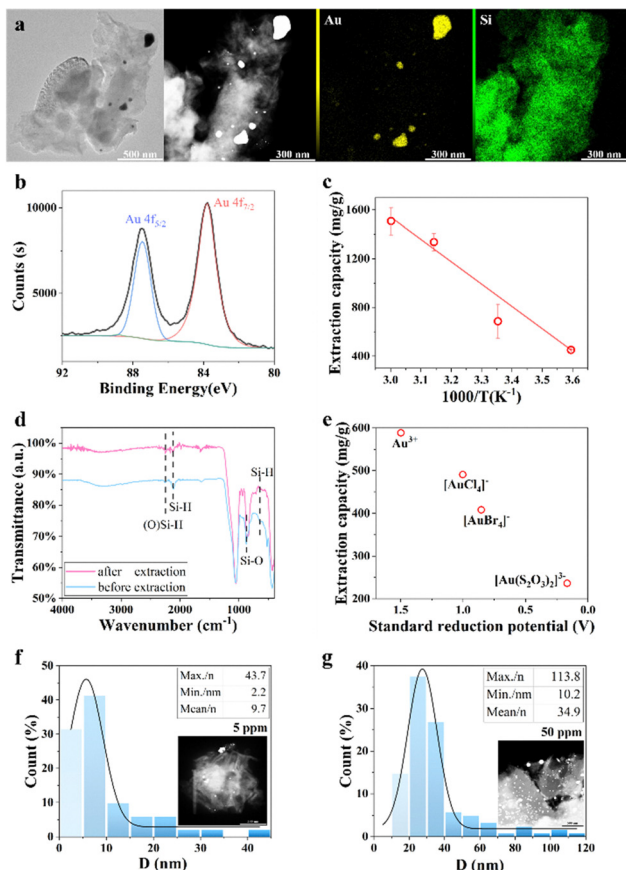 a
500 nm
300 nm
Au
300 nm
Si
300 nm
b
Au 4f5/2
Au 4f7/2
10000
5000
Counts (s)
92 88 84 80
Binding Energy(eV)
c
1600
1200
800
400
Extraction capacity (mg/g)
3.0 3.1 3.2 3.3 3.4 3.5 3.6
1000/T(K-1)
d
100%
90%
80%
70%
60%
50%
Transmittance (a.u.)
Si-H
Si-H
(O)Si-H
Si-O
after extraction
before extraction
4000 3000 2000 1000
Wavenumber (cm-1)
e
600
500
400
300
200
Extraction capacity (mg/g)
Au3+
[AuCl4]-
[AuBr4]-
[Au(S2O3)2]3-
1.5 1.0 0.5 0.0
Standard reduction potential (V)
f
50
40
30
20
10
0
Count (%)
Max./n 43.7
Min./nm 2.2
Mean/n 9.7
5 ppm
0 10 20 30 40
D (nm)
g
40
30
20
10
0
Count (%)
Max./n 113.8
Min./nm 10.2
Mean/n 34.9
50 ppm
0 20 40 60 80 100 120
D (nm)